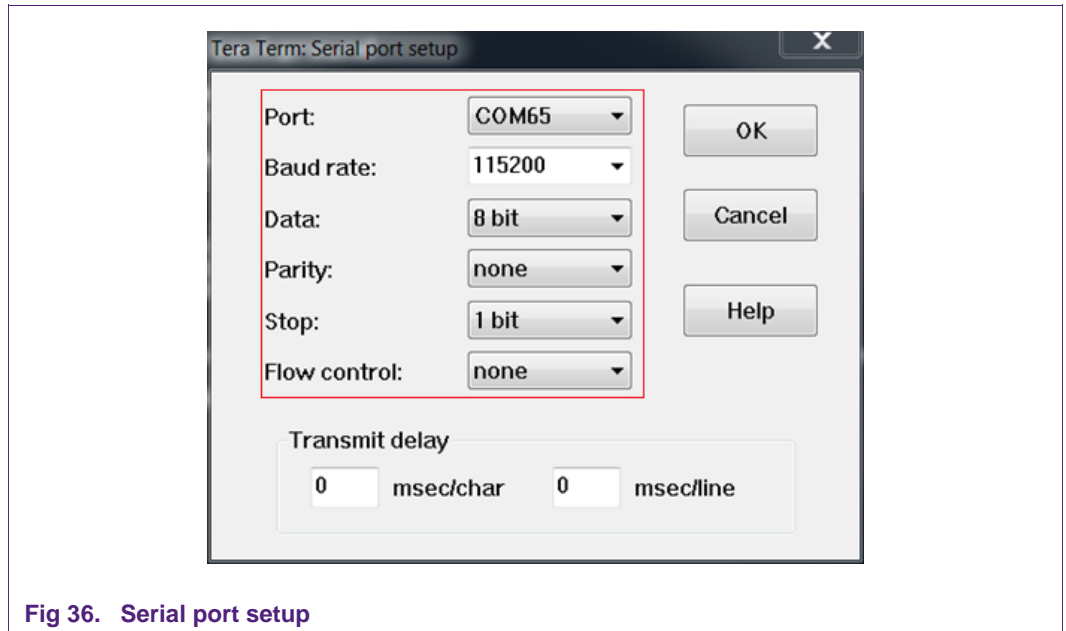 Tera Term: Serial port setup X
Port: COM65 OK
Baud rate: 115200
Data: 8 bit Cancel
Parity: none
Stop: 1 bit Help
Flow control: none
Transmit delay
0 msec/char 0 msec/line
Fig 36. Serial port setup